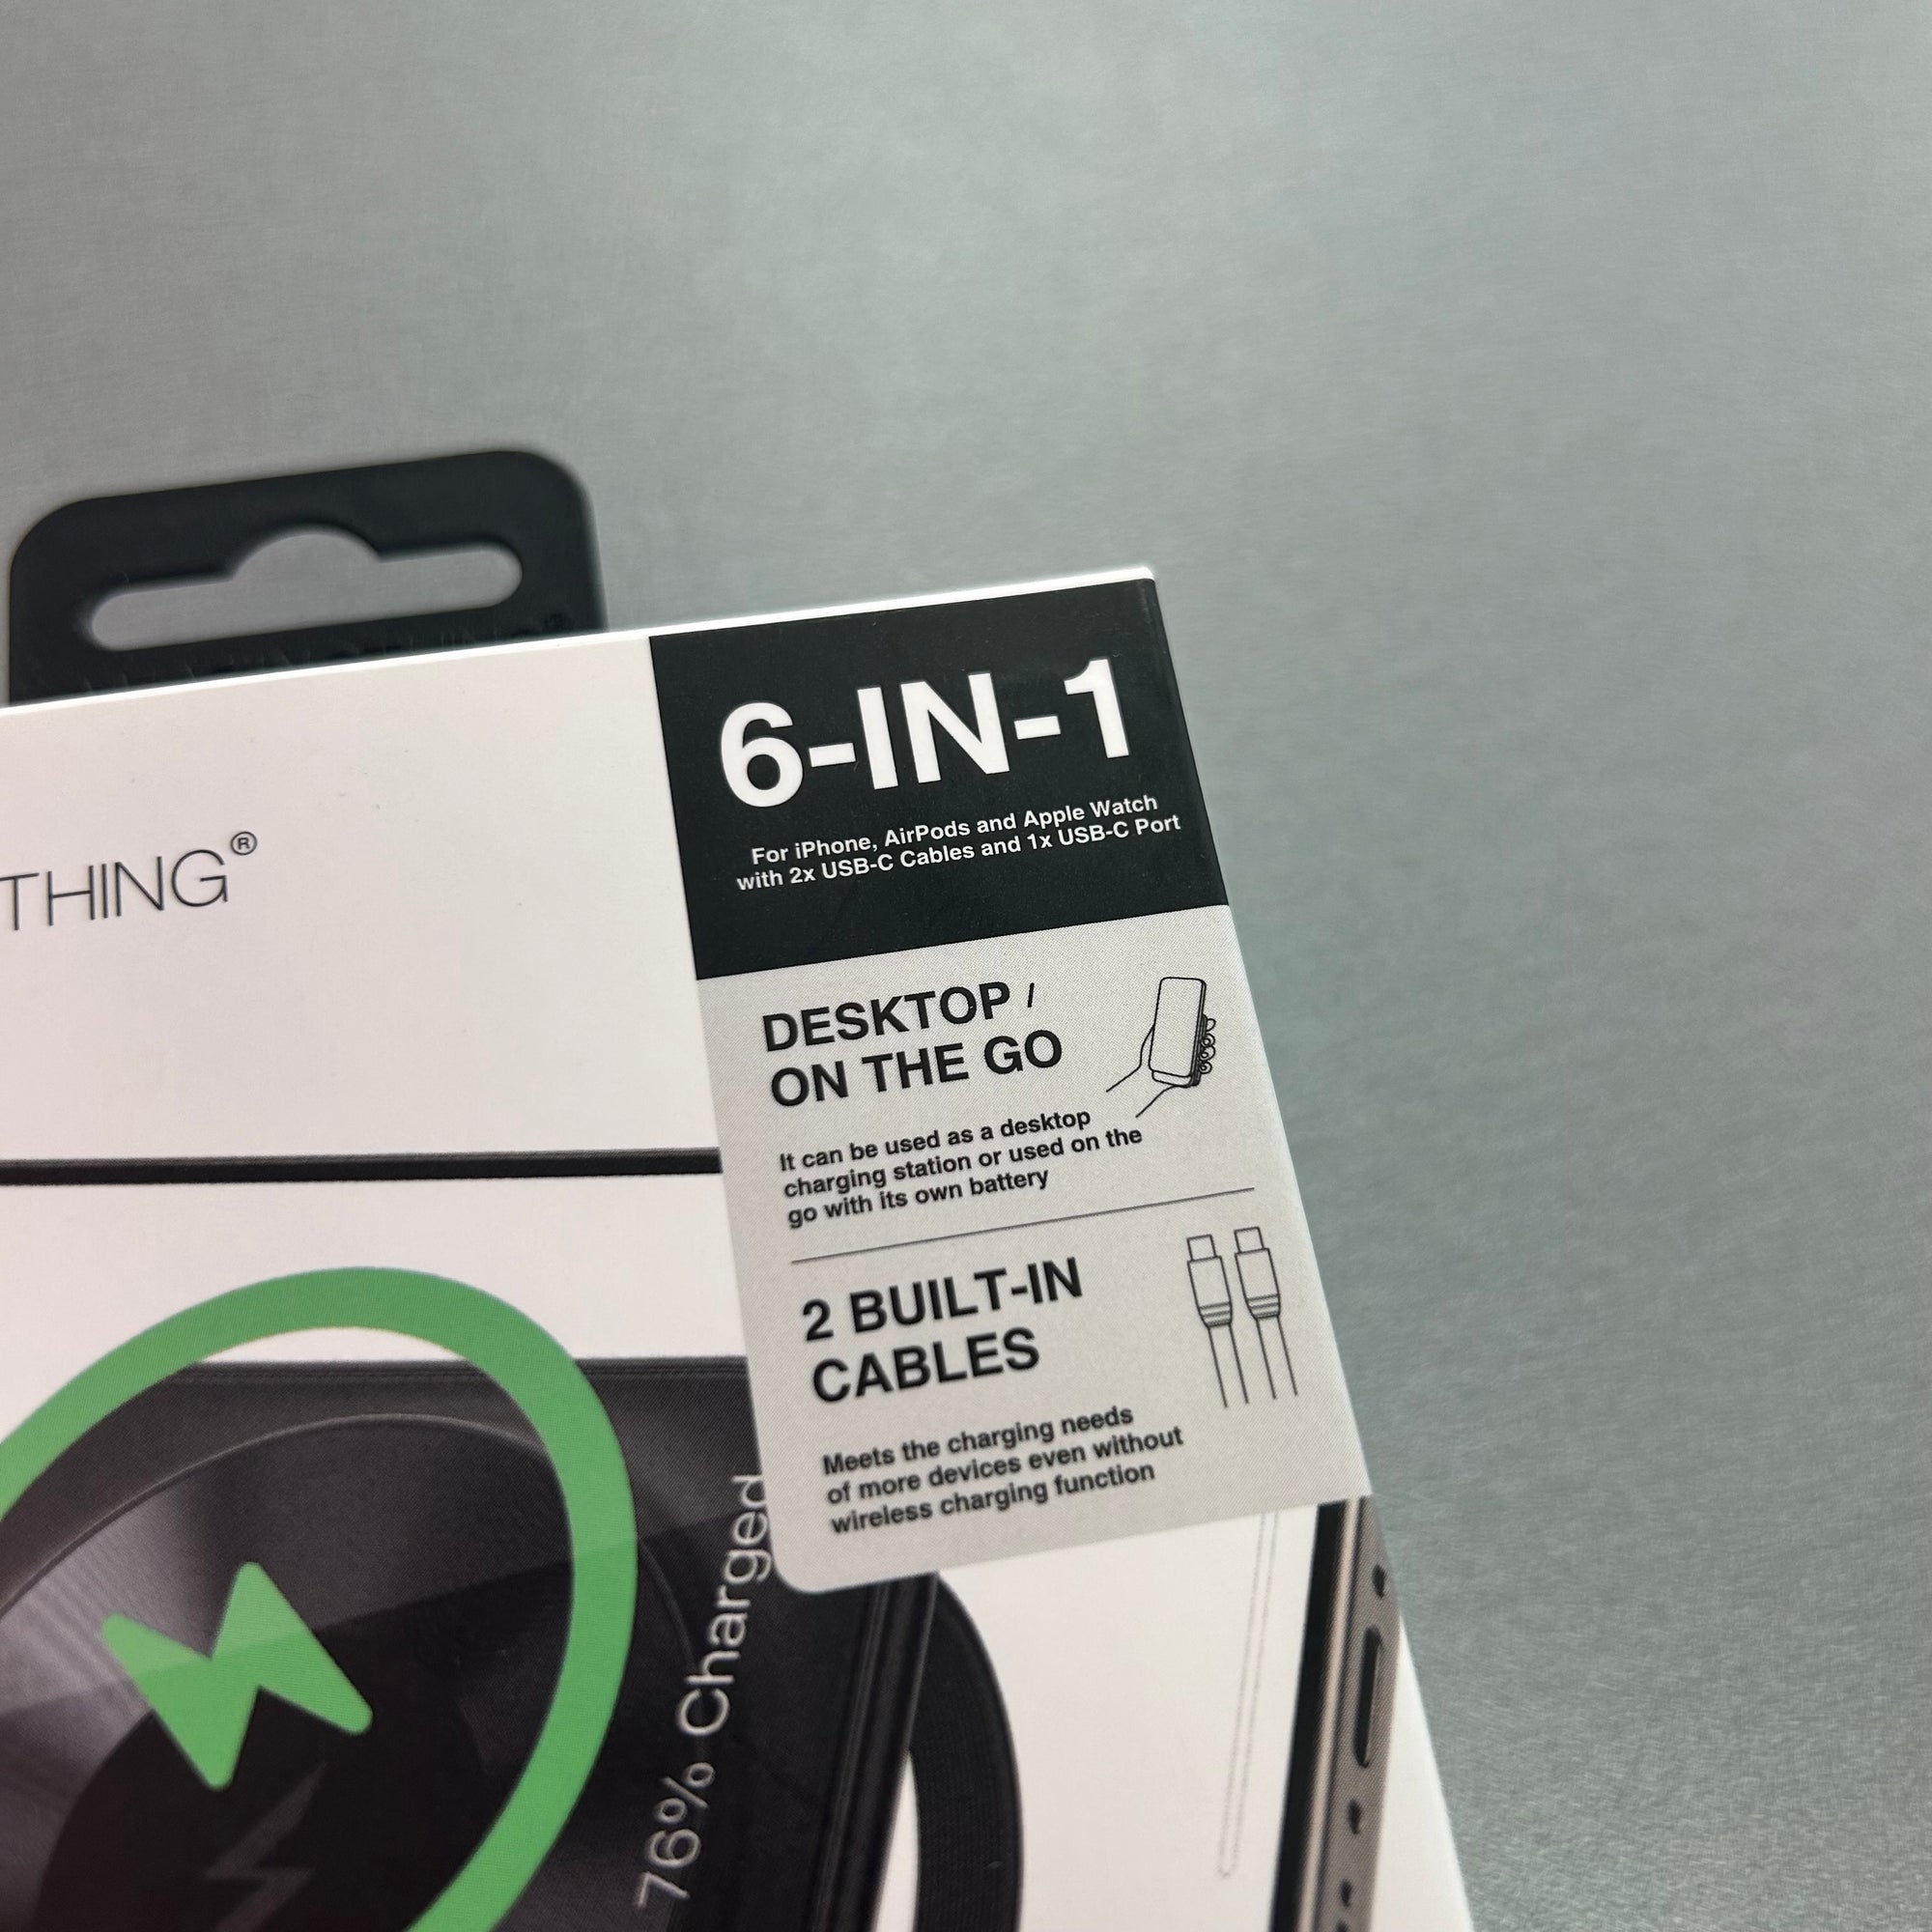 THING®
6-IN-1
For iPhone, AirPods and Apple Watch
with 2x USB-C Cables and 1x USB-C Port
DESKTOP /
ON THE GO
It can be used as a desktop
charging station or used on the
go with its own battery
2 BUILT-IN
CABLES
Meets the charging needs
of more devices even without
wireless charging function
76% Charged